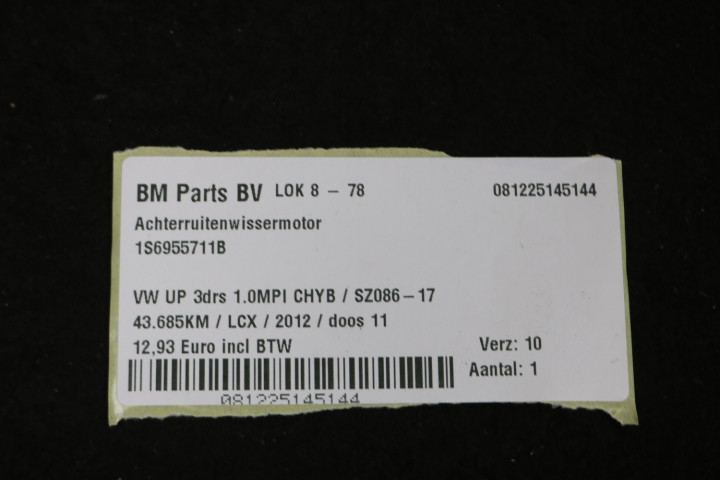 BM Parts BV LOK 8 – 78 081225145144
Achterruitenwissermotor
1S6955711B
VW UP 3drs 1.0MPI CHYB / SZ086–17
43.685KM / LCX / 2012 / doos 11
12,93 Euro incl BTW Verz: 10
Aantal: 1
081225145144